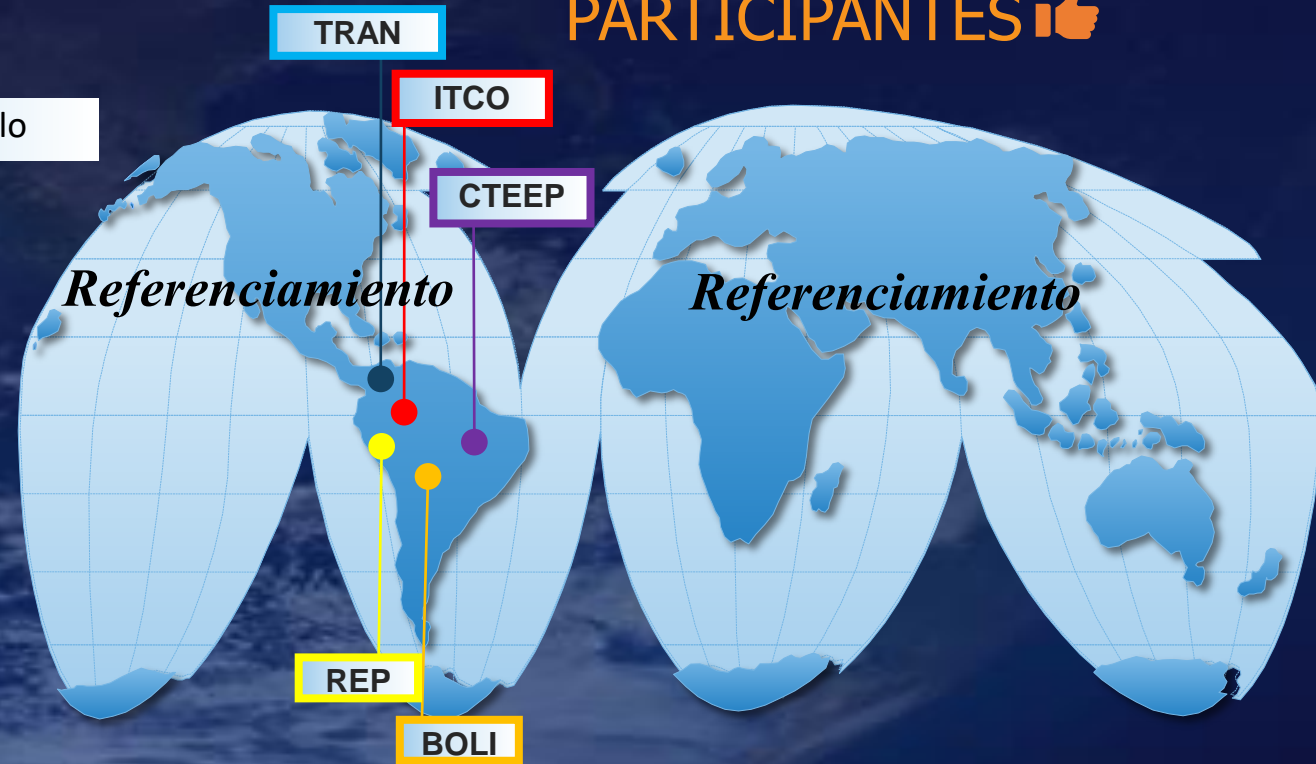 PARTICIPANTES
TRAN
ITCO
lo
CTEEP
Referenciamiento
Referenciamiento
REP
BOLI